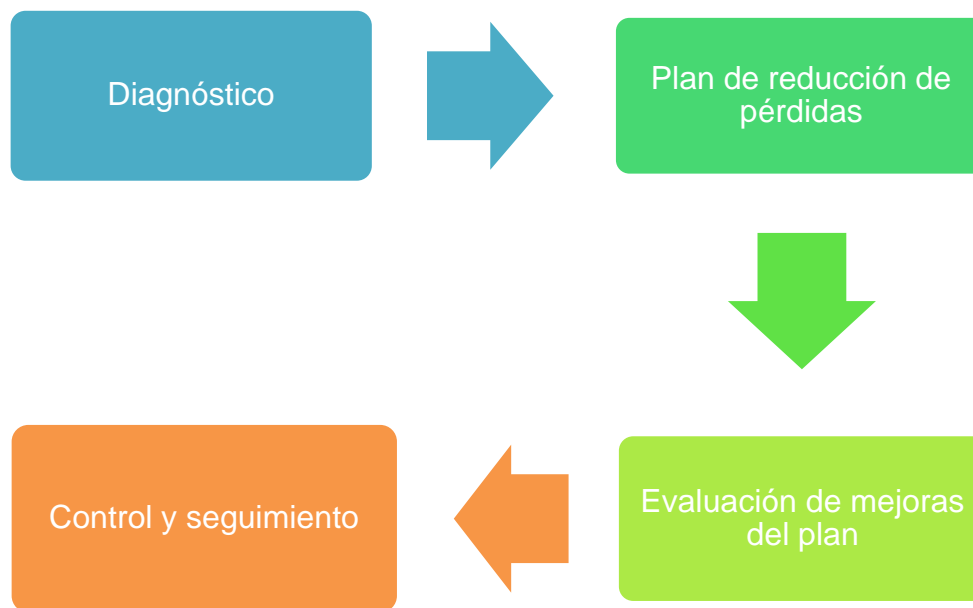 Diagnóstico
Plan de reducción de
pérdidas
Evaluación de mejoras
del plan
Control y seguimiento